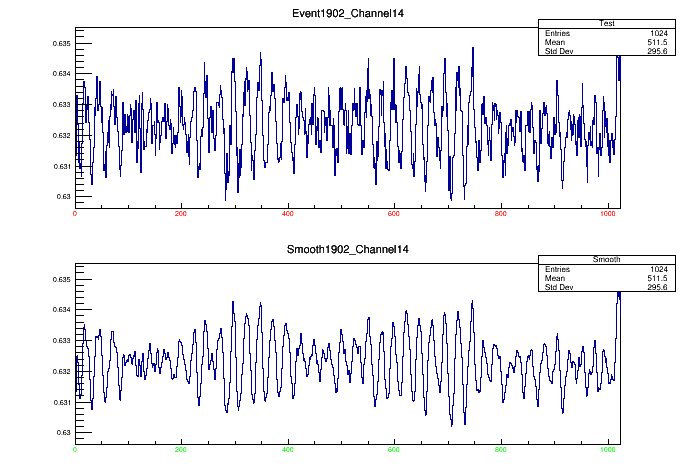 Event1902_Channel14
Test
Entries 1024
Mean 511.5
Std Dev 295.6
0.635
0.634
0.633
0.632
0.631
0.63
0 200 400 600 800 1000
Smooth1902_Channel14
Smooth
Entries 1024
Mean 511.5
Std Dev 295.6
0.635
0.634
0.633
0.632
0.631
0.63
0 200 400 600 800 1000